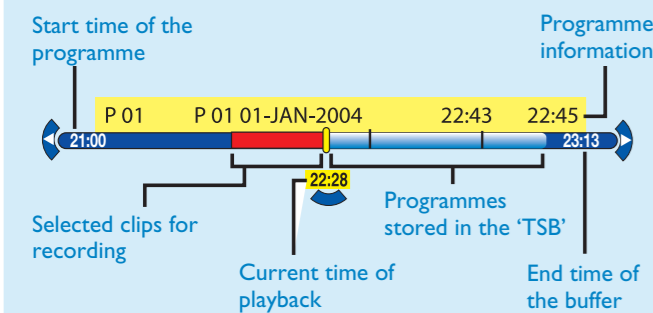 Start time of the
programme
Programme
information
P 01 P 01 01-JAN-2004 22:43 22:45
21:00 23:13
22:28
Selected clips for
recording
Programmes
stored in the ‘TSB’
Current time of
playback
End time of
the buffer